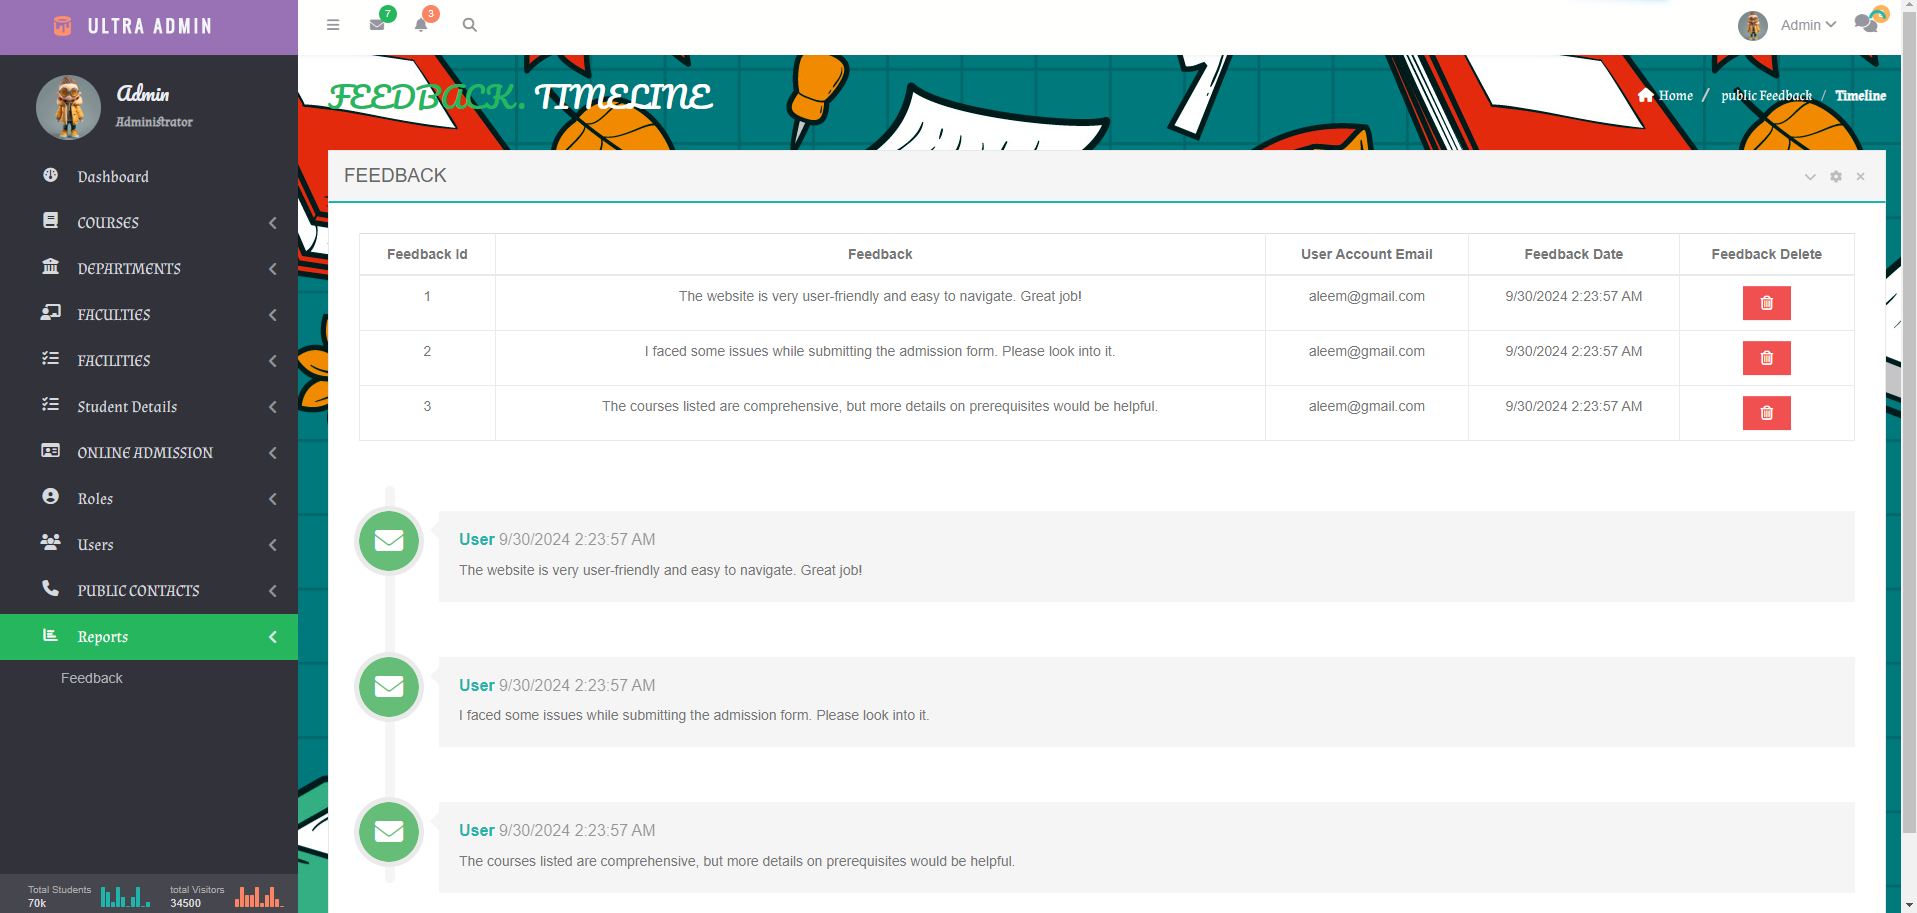 ULTRA ADMIN
7
3
Admin
Admin
Administrator
Dashboard
COURSES
DEPARTMENTS
FACULTIES
FACILITIES
Student Details
ONLINE ADMISSION
Roles
Users
PUBLIC CONTACTS
Reports
Feedback
Total Students
70k
total Visitors
34500
FEEDBACK. TIMELINE
Home / public Feedback / Timeline
FEEDBACK
Feedback Id Feedback User Account Email Feedback Date Feedback Delete
1 The website is very user-friendly and easy to navigate. Great job! aleem@gmail.com 9/30/2024 2:23:57 AM
2 I faced some issues while submitting the admission form. Please look into it. aleem@gmail.com 9/30/2024 2:23:57 AM
3 The courses listed are comprehensive, but more details on prerequisites would be helpful. aleem@gmail.com 9/30/2024 2:23:57 AM
User 9/30/2024 2:23:57 AM
The website is very user-friendly and easy to navigate. Great job!
User 9/30/2024 2:23:57 AM
I faced some issues while submitting the admission form. Please look into it.
User 9/30/2024 2:23:57 AM
The courses listed are comprehensive, but more details on prerequisites would be helpful.